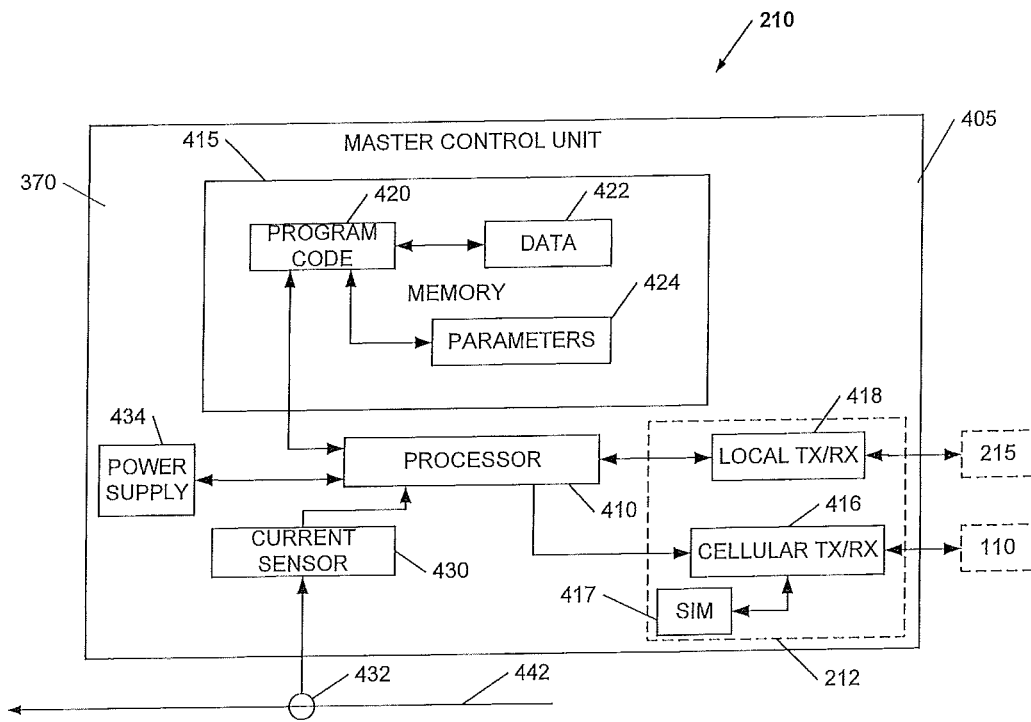 210
405
415
MASTER CONTROL UNIT
370
420
422
PROGRAM
CODE
DATA
MEMORY
424
PARAMETERS
434
418
POWER
SUPPLY
PROCESSOR
LOCAL TX/RX
215
410
416
CURRENT
SENSOR
430
CELLULAR TX/RX
110
417
SIM
432
442
212